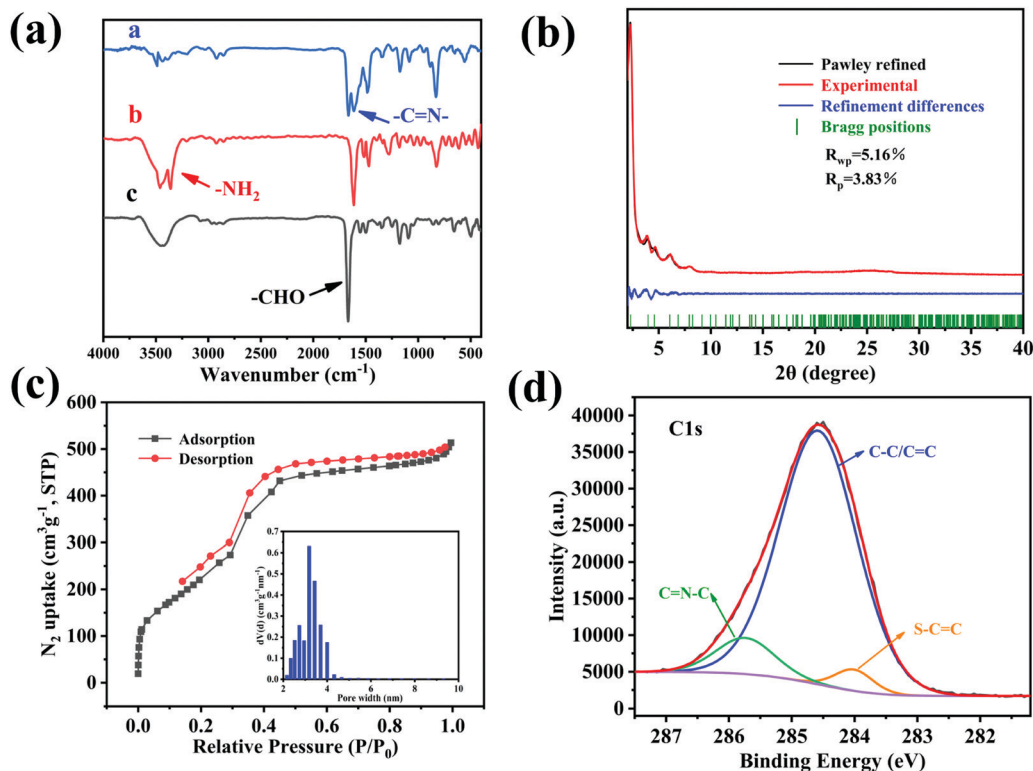 (a)
a
-C=N-
b
-NH2
c
-CHO
4000 3500 3000 2500 2000 1500 1000 500
Wavenumber (cm-1)
(b)
Pawley refined
Experimental
Refinement differences
Bragg positions
Rwp=5.16%
Rp=3.83%
5 10 15 20 25 30 35 40
2θ (degree)
(c)
600
500
400
300
200
100
0
N2 uptake (cm3g-1, STP)
Adsorption
Desorption
0.7
0.6
0.5
0.4
0.3
0.2
0.1
0.0
dV(d) (cm3g-1nm-1)
2 4 6 8 10
Pore width (nm)
0.0 0.2 0.4 0.6 0.8 1.0
Relative Pressure (P/P0)
(d)
40000
35000
30000
25000
20000
15000
10000
5000
0
Intensity (a.u.)
C1s
C-C/C=C
C=N-C
S-C=C
287 286 285 284 283 282
Binding Energy (eV)